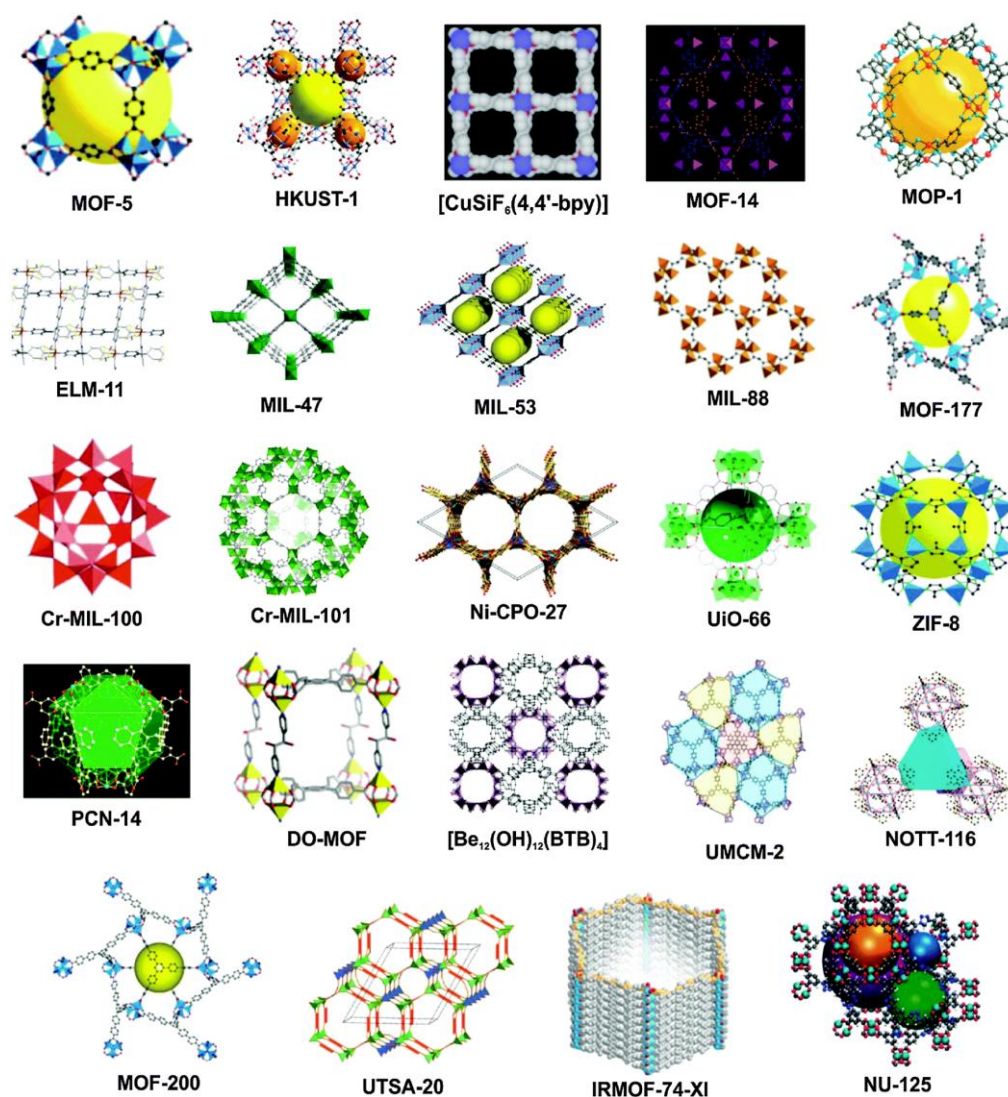 MOF-5
HKUST-1
[CuSiF₆(4,4'-bpy)]
MOF-14
MOP-1
ELM-11
MIL-47
MIL-53
MIL-88
MOF-177
Cr-MIL-100
Cr-MIL-101
Ni-CPO-27
UiO-66
ZIF-8
PCN-14
DO-MOF
[Be₁₂(OH)₁₂(BTB)₄]
UMCM-2
NOTT-116
MOF-200
UTSA-20
IRMOF-74-XI
NU-125